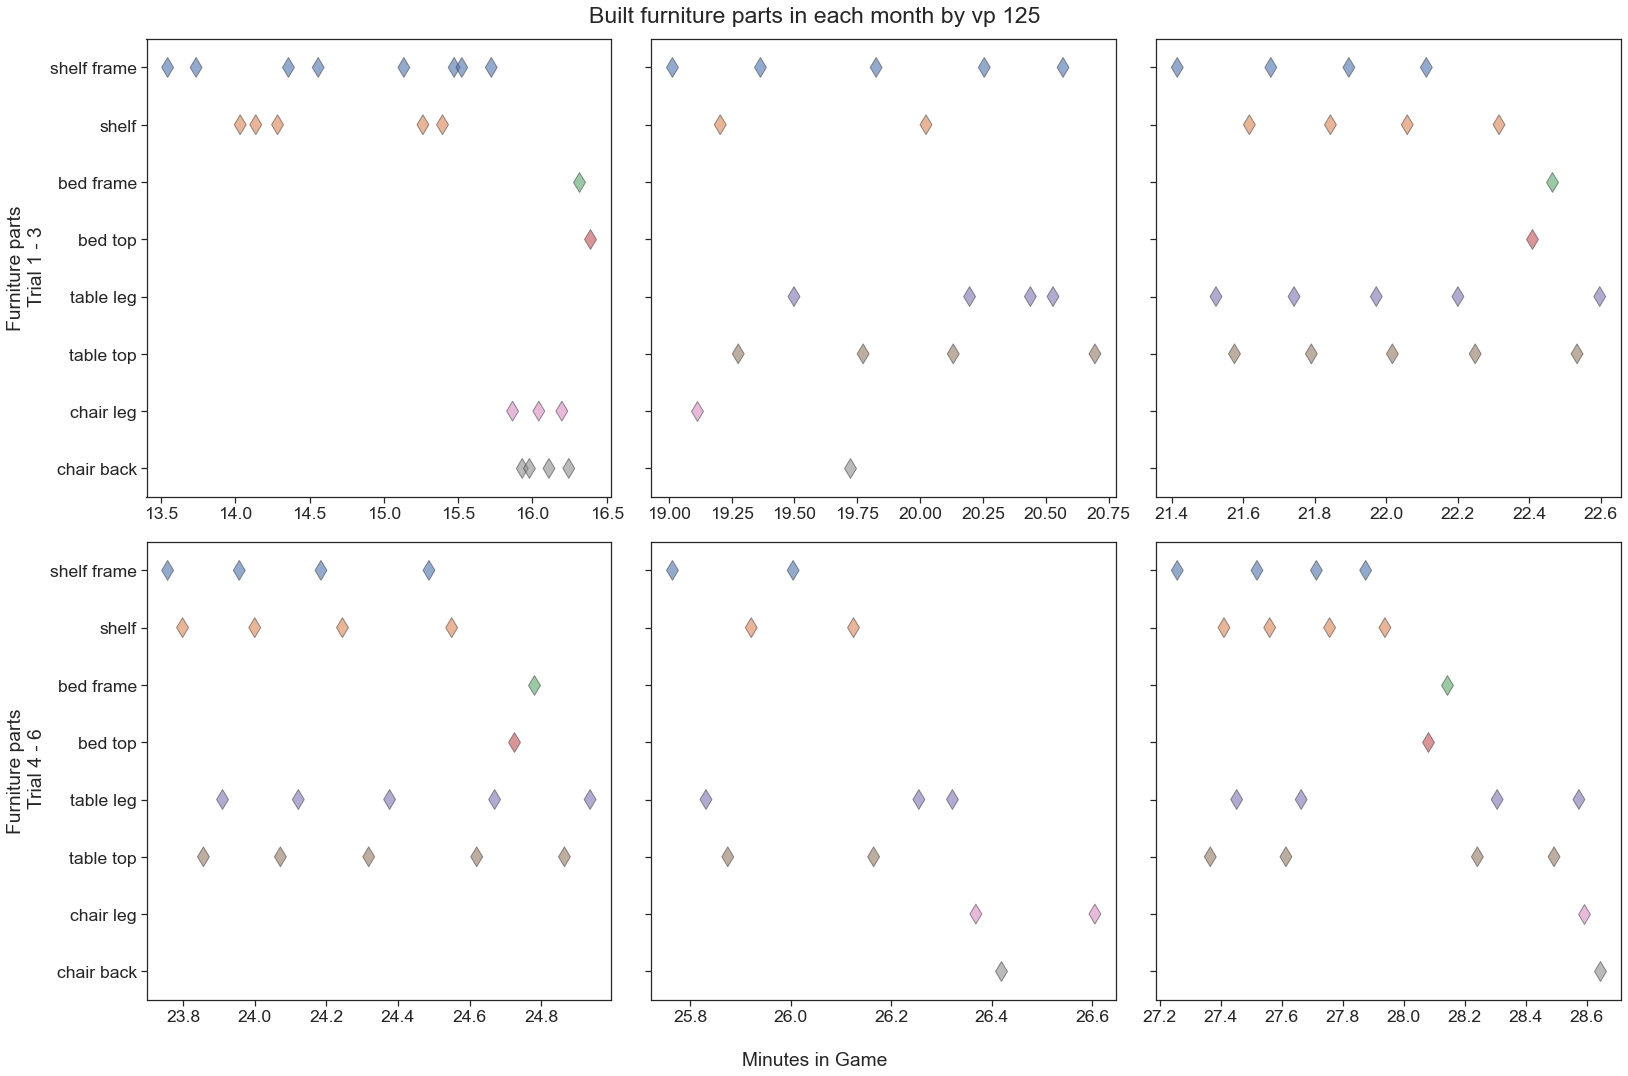 Built furniture parts in each month by vp 125
Furniture parts
Trial 1 - 3
shelf frame
shelf
bed frame
bed top
table leg
table top
chair leg
chair back
13.5 14.0 14.5 15.0 15.5 16.0 16.5
19.00 19.25 19.50 19.75 20.00 20.25 20.50 20.75
21.4 21.6 21.8 22.0 22.2 22.4 22.6
Furniture parts
Trial 4 - 6
shelf frame
shelf
bed frame
bed top
table leg
table top
chair leg
chair back
23.8 24.0 24.2 24.4 24.6 24.8
25.8 26.0 26.2 26.4 26.6
27.2 27.4 27.6 27.8 28.0 28.2 28.4 28.6
Minutes in Game